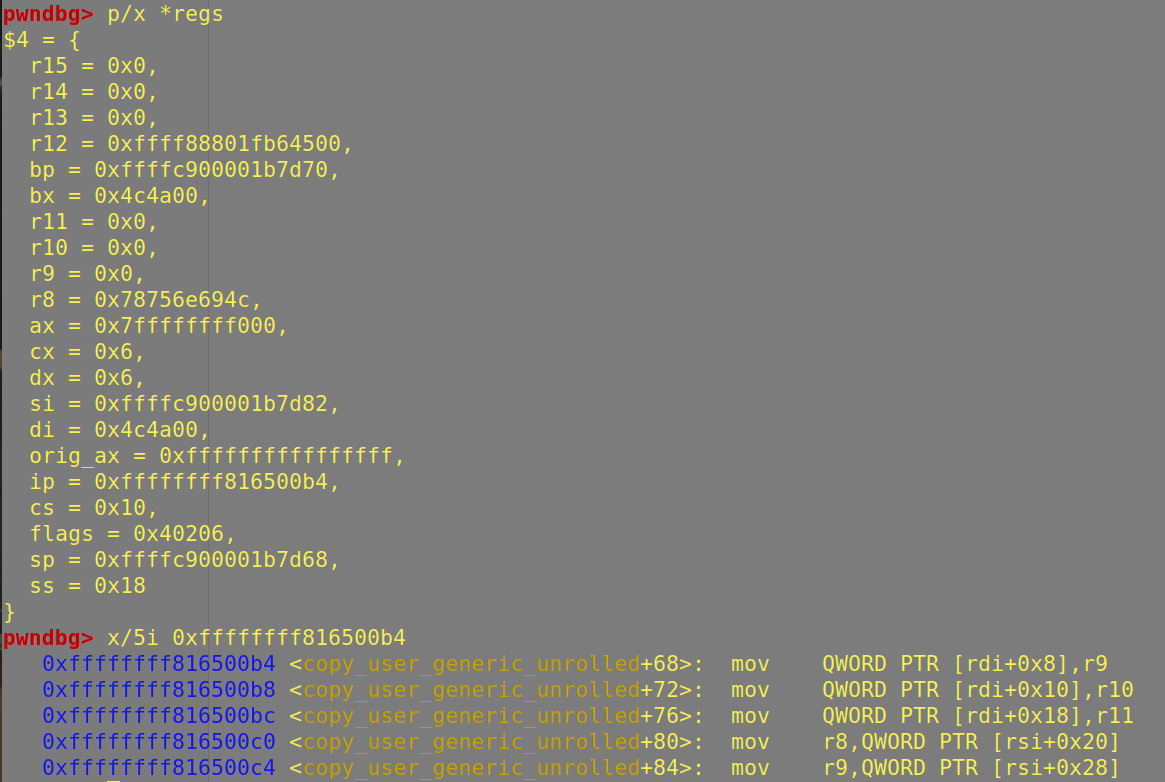 pwndbg> p/x *regs
$4 = {
  r15 = 0x0,
  r14 = 0x0,
  r13 = 0x0,
  r12 = 0xffff88801fb64500,
  bp = 0xffffc900001b7d70,
  bx = 0x4c4a00,
  r11 = 0x0,
  r10 = 0x0,
  r9 = 0x0,
  r8 = 0x78756e694c,
  ax = 0x7ffffffff000,
  cx = 0x6,
  dx = 0x6,
  si = 0xffffc900001b7d82,
  di = 0x4c4a00,
  orig_ax = 0xffffffffffffffff,
  ip = 0xffffffff816500b4,
  cs = 0x10,
  flags = 0x40206,
  sp = 0xffffc900001b7d68,
  ss = 0x18
}
pwndbg> x/5i 0xffffffff816500b4
   0xffffffff816500b4 <copy_user_generic_unrolled+68>:	mov    QWORD PTR [rdi+0x8],r9
   0xffffffff816500b8 <copy_user_generic_unrolled+72>:	mov    QWORD PTR [rdi+0x10],r10
   0xffffffff816500bc <copy_user_generic_unrolled+76>:	mov    QWORD PTR [rdi+0x18],r11
   0xffffffff816500c0 <copy_user_generic_unrolled+80>:	mov    r8,QWORD PTR [rsi+0x20]
   0xffffffff816500c4 <copy_user_generic_unrolled+84>:	mov    r9,QWORD PTR [rsi+0x28]